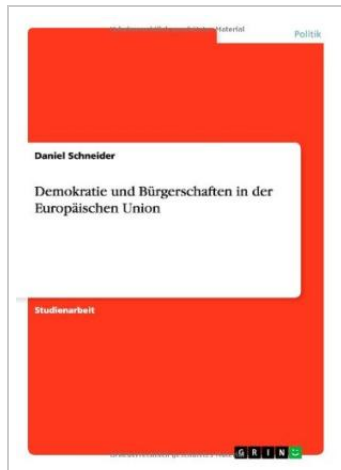 Politik
Daniel Schneider
Demokratie und Bürgerschaften in der
Europäischen Union
Studienarbeit
GRIN